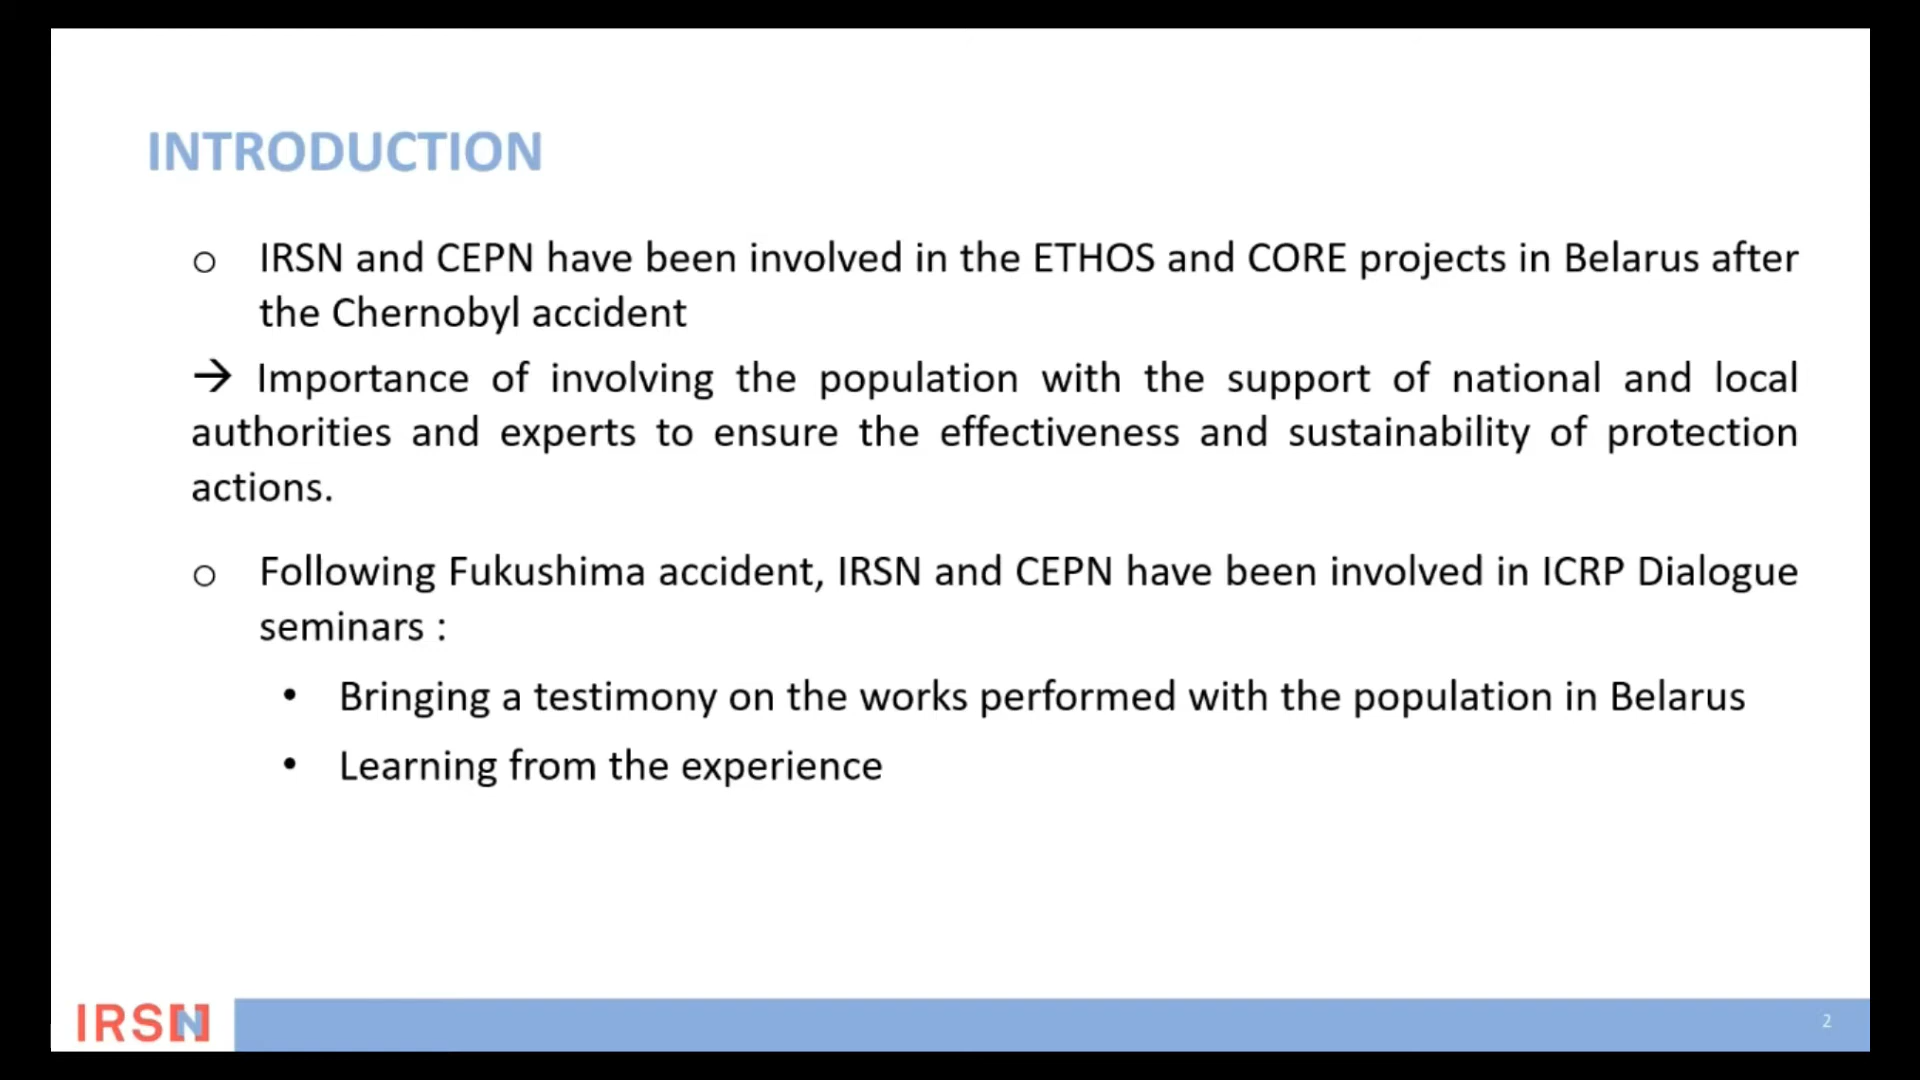 INTRODUCTION
o IRSN and CEPN have been involved in the ETHOS and CORE projects in Belarus after
the Chernobyl accident
→ Importance of involving the population with the support of national and local
authorities and experts to ensure the effectiveness and sustainability of protection
actions.
o Following Fukushima accident, IRSN and CEPN have been involved in ICRP Dialogue
seminars :
• Bringing a testimony on the works performed with the population in Belarus
• Learning from the experience
IRSN
2